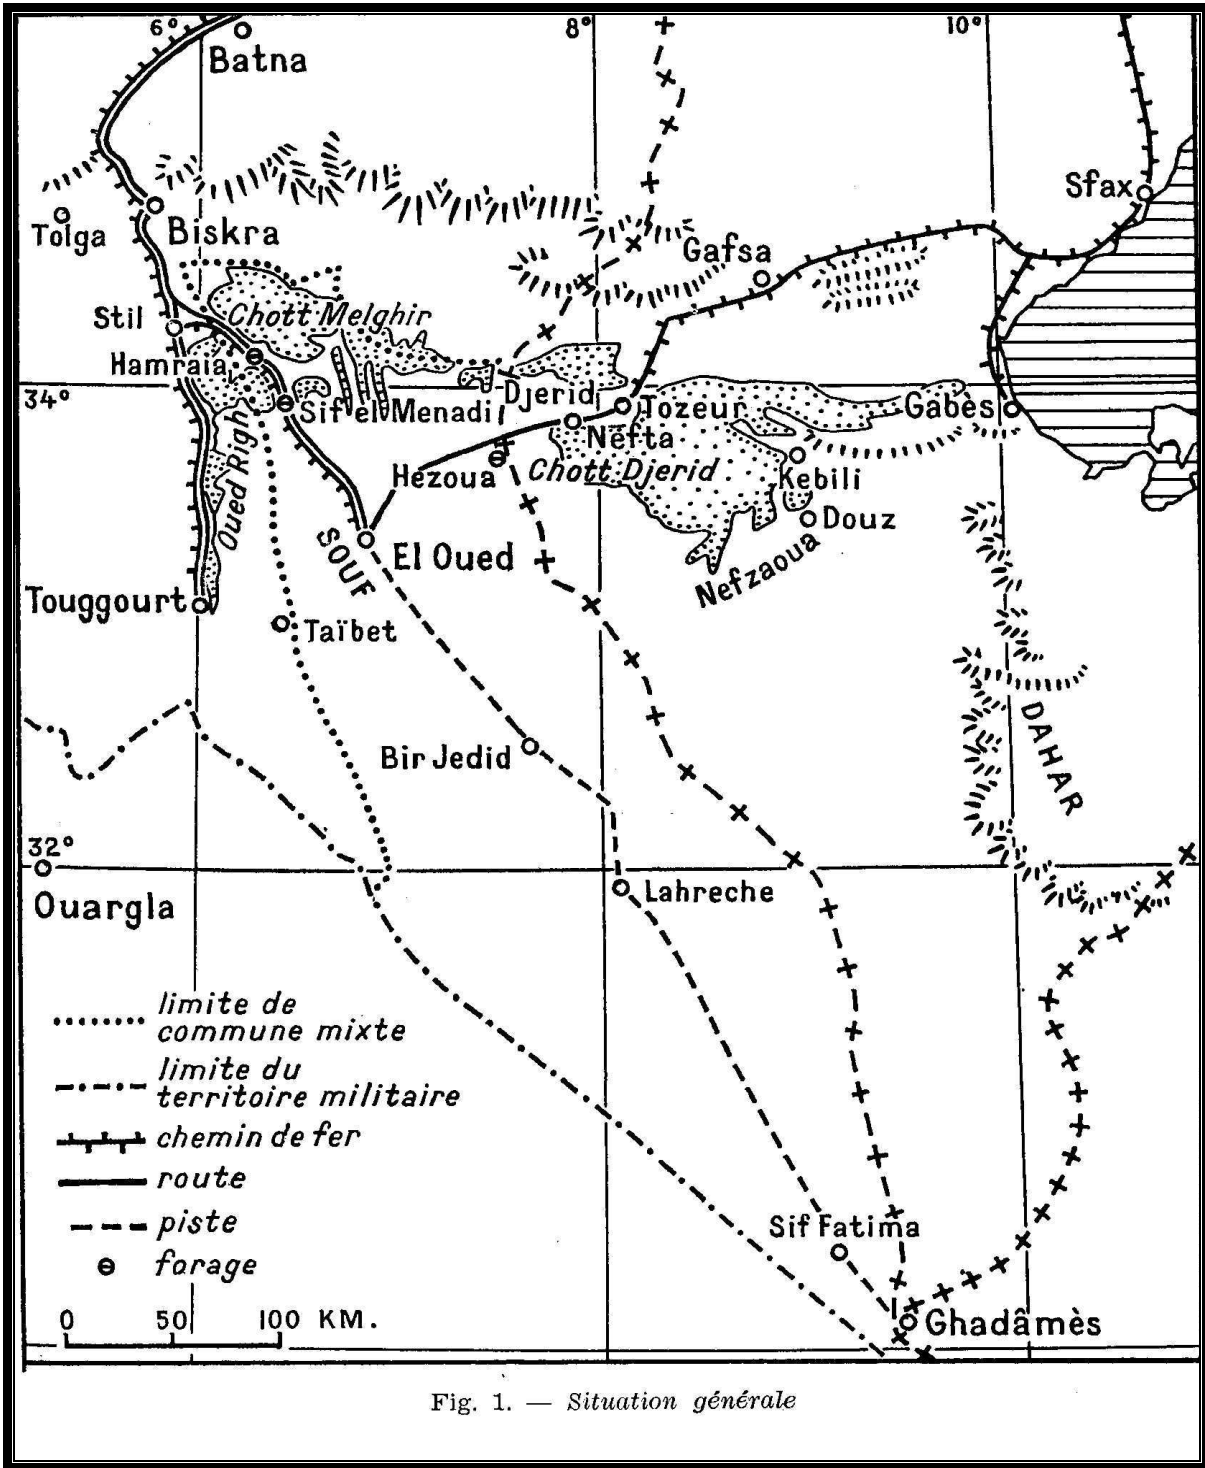 6°
8°
10°
Batna
Sfax
Tolga
Biskra
Gafsa
Stil
Chott Melghir
Hamraia
34°
Sif el Menadi
Djerid
Tozeur
Gabès
Nefta
Oued Righ
Hezoua
Chott Djerid
Kebili
Douz
SOUF
El Oued
Nefzaoua
Touggourt
Taïbet
DAHAR
Bir Jedid
32°
Lahreche
Ouargla
limite de
commune mixte
limite du
territoire militaire
chemin de fer
route
piste
Sif Fatima
forage
0 50 100 KM.
Ghadâmès
Fig. 1. — Situation générale